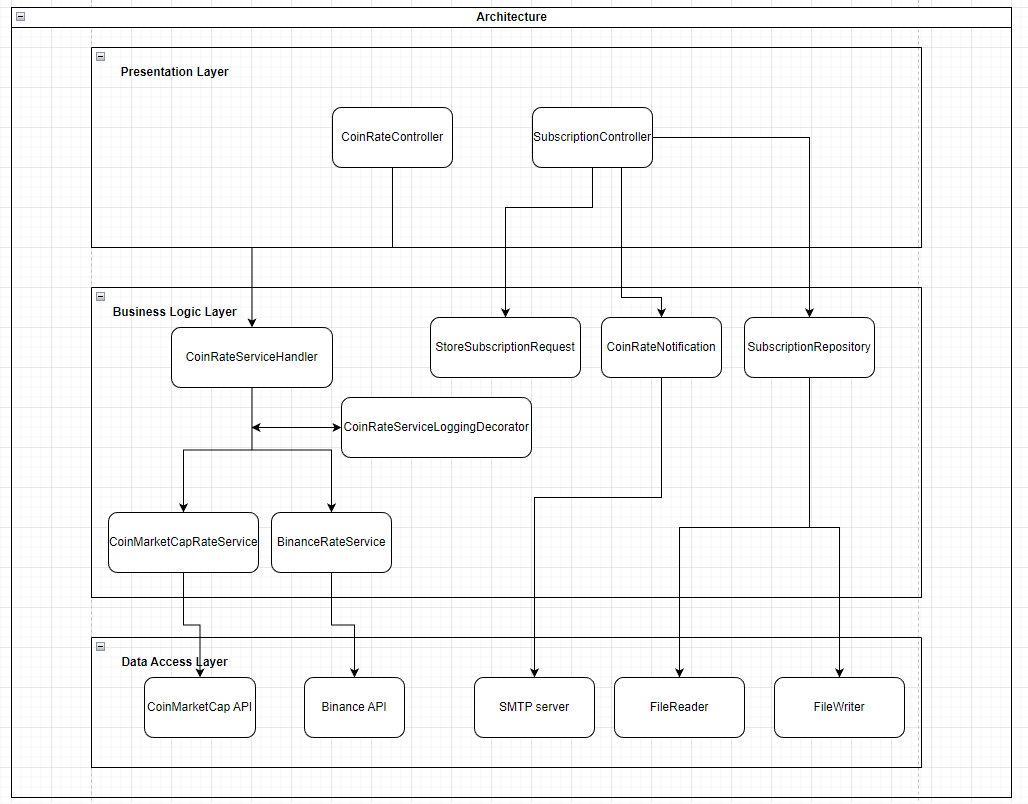 Architecture
Presentation Layer
CoinRateController
SubscriptionController
Business Logic Layer
CoinRateServiceHandler
StoreSubscriptionRequest
CoinRateNotification
SubscriptionRepository
CoinRateServiceLoggingDecorator
CoinMarketCapRateService
BinanceRateService
Data Access Layer
CoinMarketCap API
Binance API
SMTP server
FileReader
FileWriter